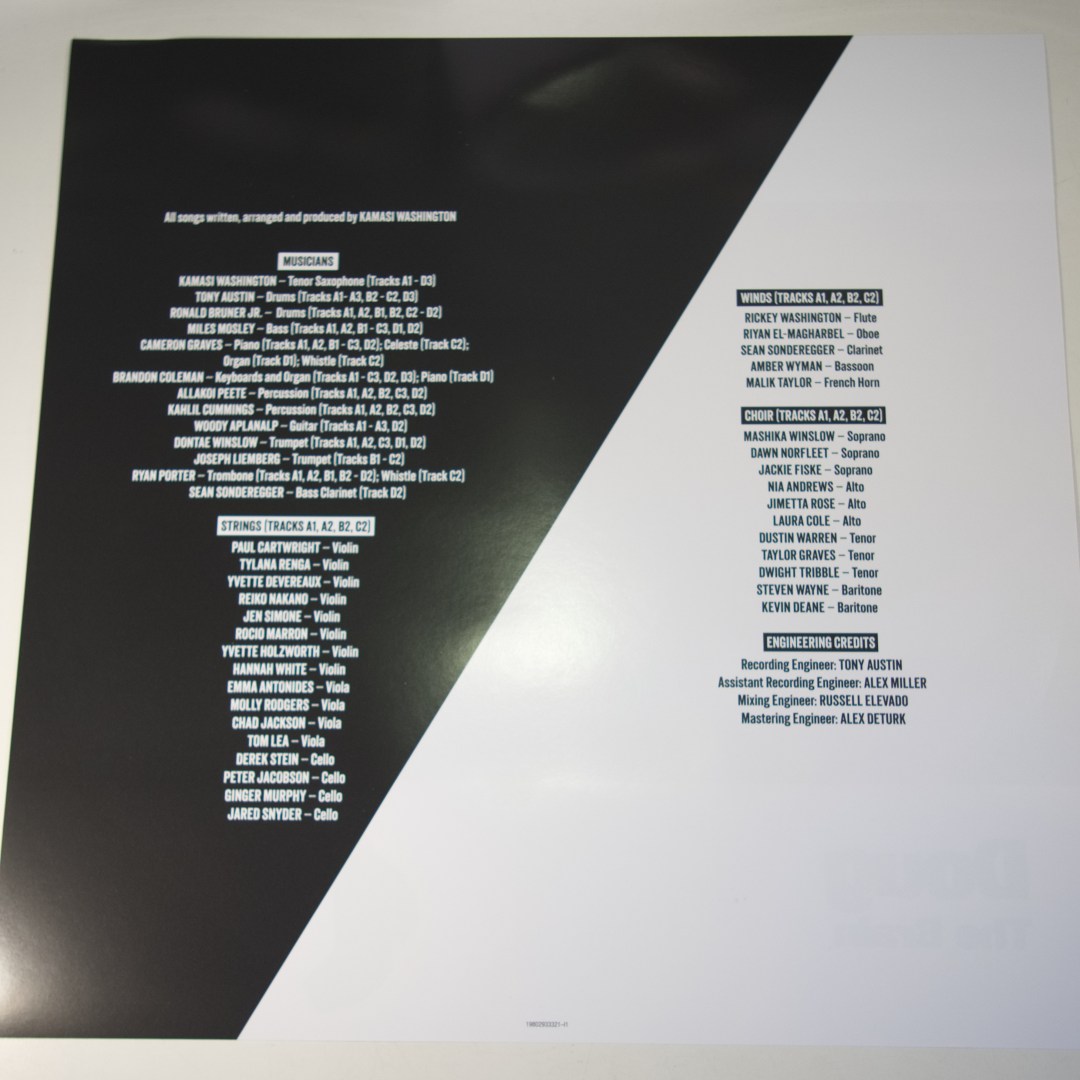 All songs written, arranged and produced by KAMASI WASHINGTON
MUSICIANS
KAMASI WASHINGTON – Tenor Saxophone (Tracks A1 - D3)
TONY AUSTIN – Drums (Tracks A1- A3, B2 - C2, D3)
RONALD BRUNER JR. – Drums (Tracks A1, A2, B1, B2, C2 - D2)
MILES MOSLEY – Bass (Tracks A1, A2, B1 - C3, D1, D2)
CAMERON GRAVES – Piano (Tracks A1, A2, B1 - C3, D2); Celeste (Track C2);
Organ (Track D1); Whistle (Track C2)
BRANDON COLEMAN – Keyboards and Organ (Tracks A1 - C3, D2, D3); Piano (Track D1)
ALLAKOI PEETE – Percussion (Tracks A1, A2, B2, C3, D2)
KAHLIL CUMMINGS – Percussion (Tracks A1, A2, B2, C3, D2)
WOODY APLANALP – Guitar (Tracks A1 - A3, D2)
DONTAE WINSLOW – Trumpet (Tracks A1, A2, C3, D1, D2)
JOSEPH LIEMBERG – Trumpet (Tracks B1 - C2)
RYAN PORTER – Trombone (Tracks A1, A2, B1, B2 - D2); Whistle (Track C2)
SEAN SONDEREGGER – Bass Clarinet (Track D2)
STRINGS (TRACKS A1, A2, B2, C2)
PAUL CARTWRIGHT – Violin
TYLANA RENGA – Violin
YVETTE DEVEREAUX – Violin
REIKO NAKANO – Violin
JEN SIMONE – Violin
ROCIO MARRON – Violin
YVETTE HOLZWORTH – Violin
HANNAH WHITE – Violin
EMMA ANTONIDES – Viola
MOLLY RODGERS – Viola
CHAD JACKSON – Viola
TOM LEA – Viola
DEREK STEIN – Cello
PETER JACOBSON – Cello
GINGER MURPHY – Cello
JARED SNYDER – Cello
WINDS (TRACKS A1, A2, B2, C2)
RICKEY WASHINGTON – Flute
RIYAN EL-MAGHARBEL – Oboe
SEAN SONDEREGGER – Clarinet
AMBER WYMAN – Bassoon
MALIK TAYLOR – French Horn
CHOIR (TRACKS A1, A2, B2, C2)
MASHIKA WINSLOW – Soprano
DAWN NORFLEET – Soprano
JACKIE FISKE – Soprano
NIA ANDREWS – Alto
JIMETTA ROSE – Alto
LAURA COLE – Alto
DUSTIN WARREN – Tenor
TAYLOR GRAVES – Tenor
DWIGHT TRIBBLE – Tenor
STEVEN WAYNE – Baritone
KEVIN DEANE – Baritone
ENGINEERING CREDITS
Recording Engineer: TONY AUSTIN
Assistant Recording Engineer: ALEX MILLER
Mixing Engineer: RUSSELL ELEVADO
Mastering Engineer: ALEX DETURK